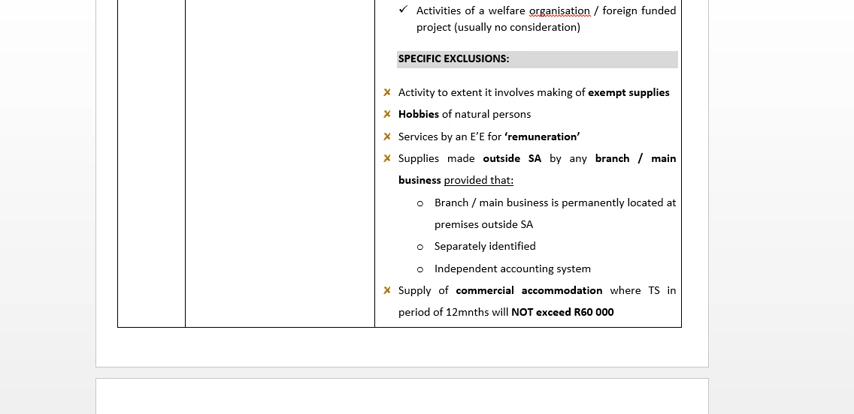 ✓ Activities of a welfare organisation / foreign funded
project (usually no consideration)
SPECIFIC EXCLUSIONS:
✘ Activity to extent it involves making of exempt supplies
✘ Hobbies of natural persons
✘ Services by an E'E for ‘remuneration’
✘ Supplies made outside SA by any branch / main
business provided that:
o Branch / main business is permanently located at
premises outside SA
o Separately identified
o Independent accounting system
✘ Supply of commercial accommodation where TS in
period of 12mnths will NOT exceed R60 000